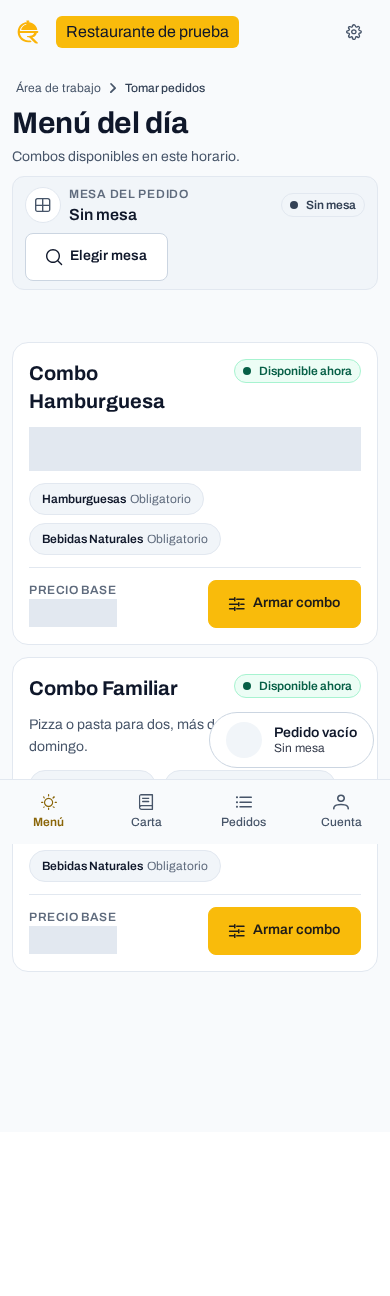 Restaurante de prueba
Área de trabajo > Tomar pedidos
Menú del día
Combos disponibles en este horario.
MESA DEL PEDIDO
Sin mesa
Sin mesa
Elegir mesa
Combo
Hamburguesa
Disponible ahora
Hamburguesas Obligatorio
Bebidas Naturales Obligatorio
PRECIO BASE
Armar combo
Combo Familiar
Disponible ahora
Pizza o pasta para dos, más
domingo.
Pedido vacío
Sin mesa
Menú
Carta
Pedidos
Cuenta
Bebidas Naturales Obligatorio
PRECIO BASE
Armar combo